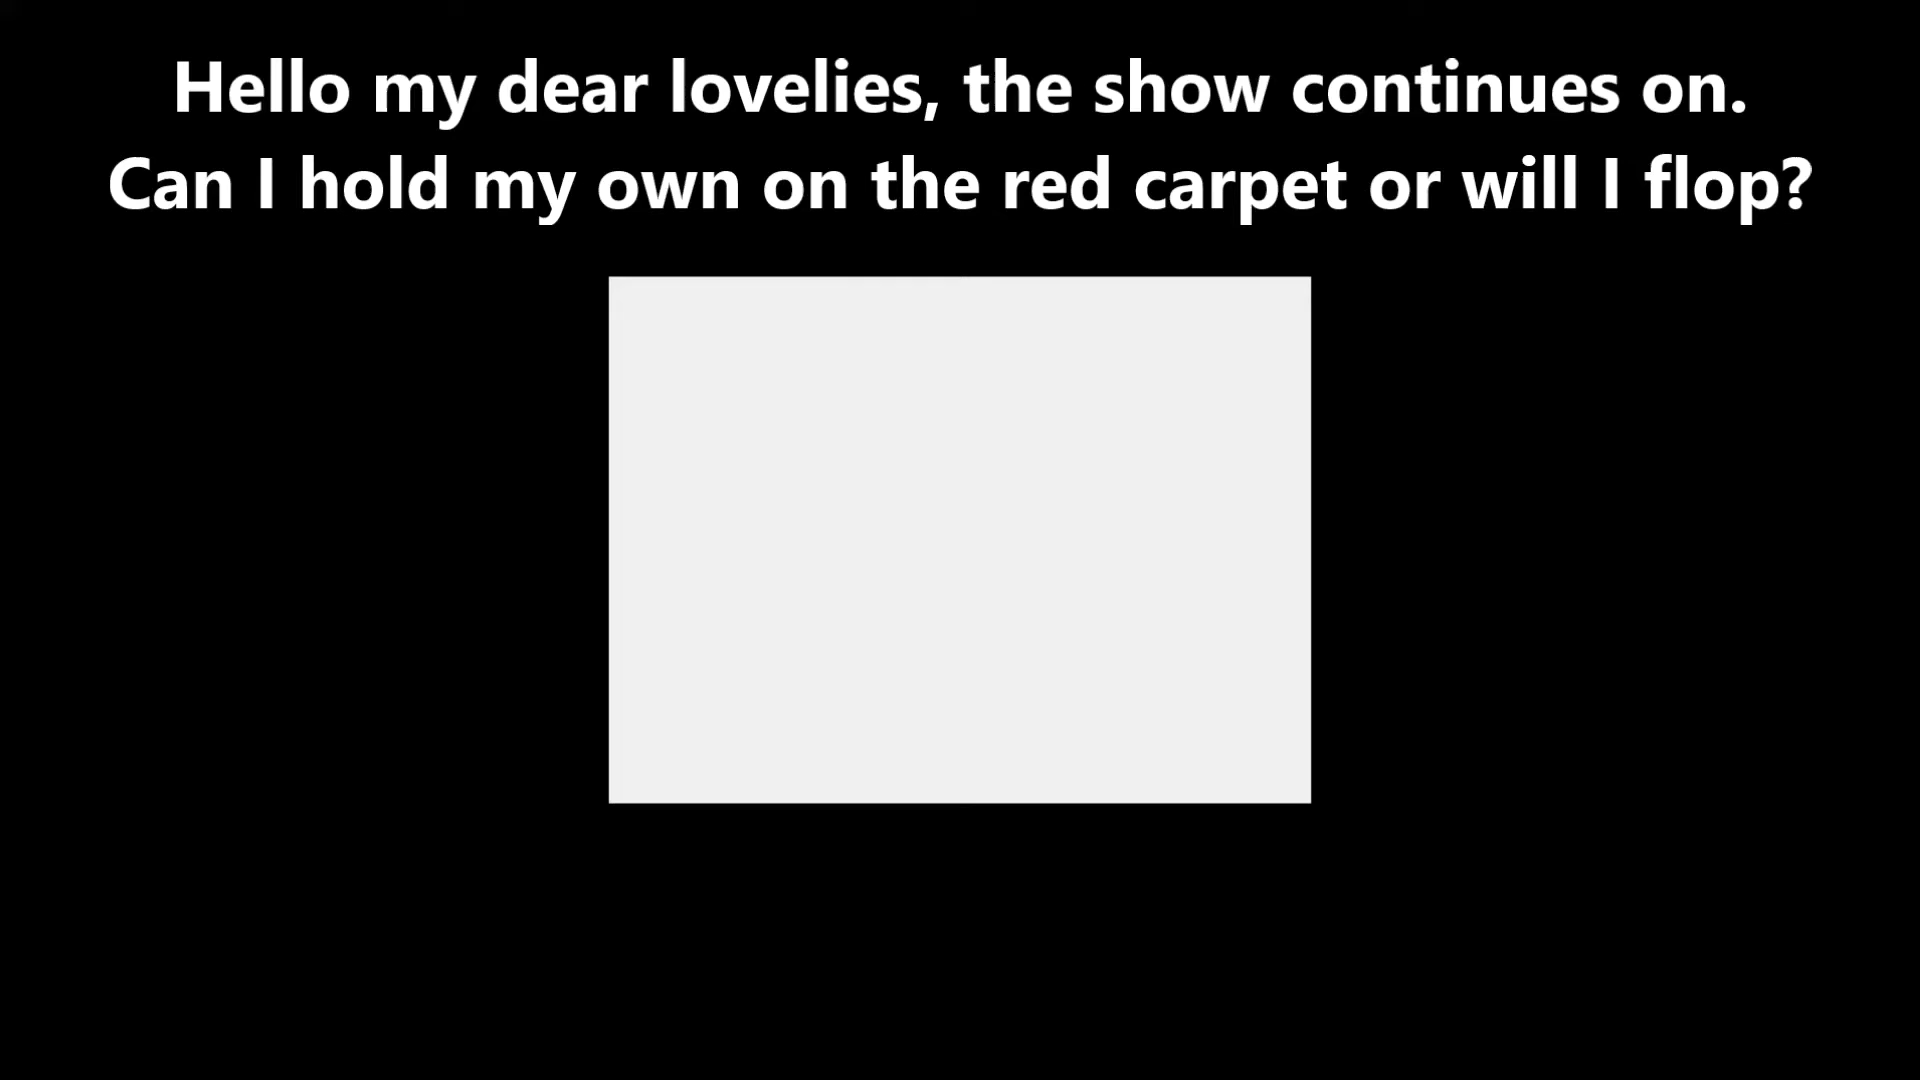 Hello my dear lovelies, the show continues on.
Can I hold my own on the red carpet or will I flop?